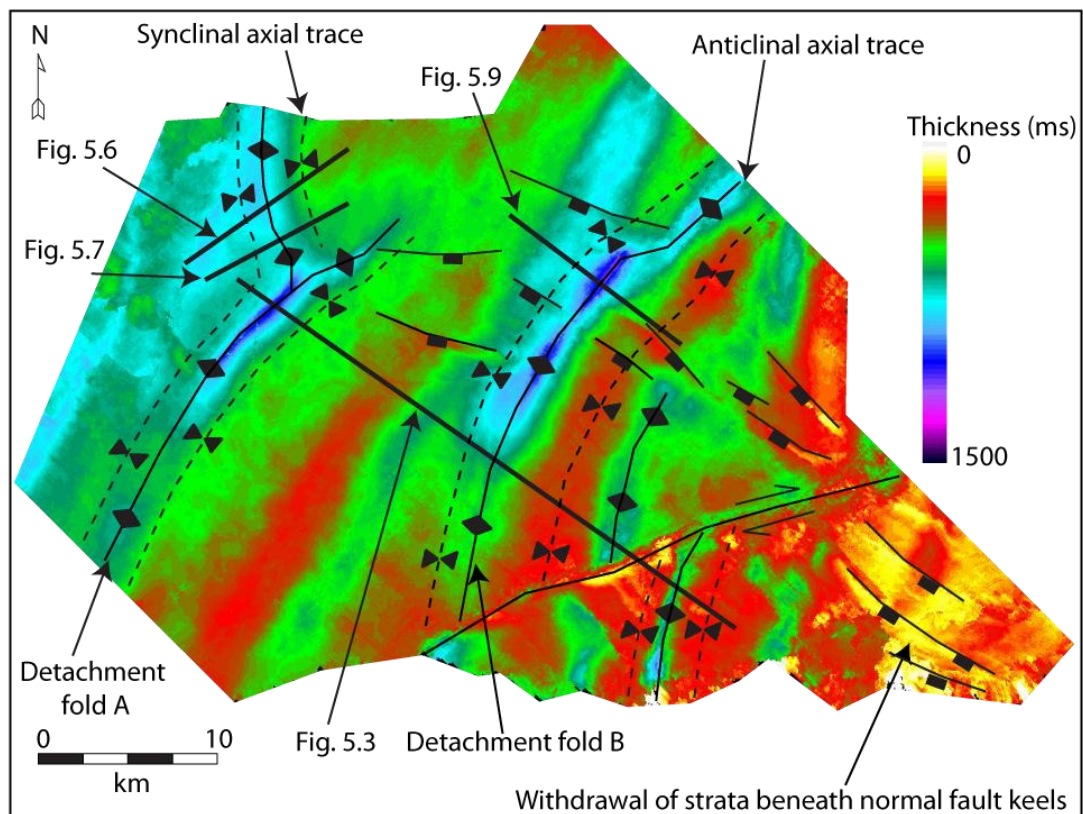 N
Synclinal axial trace
Anticlinal axial trace
Fig. 5.9
Fig. 5.6
Fig. 5.7
Thickness (ms)
0
1500
Detachment
fold A
0 10
km
Fig. 5.3
Detachment fold B
Withdrawal of strata beneath normal fault keels